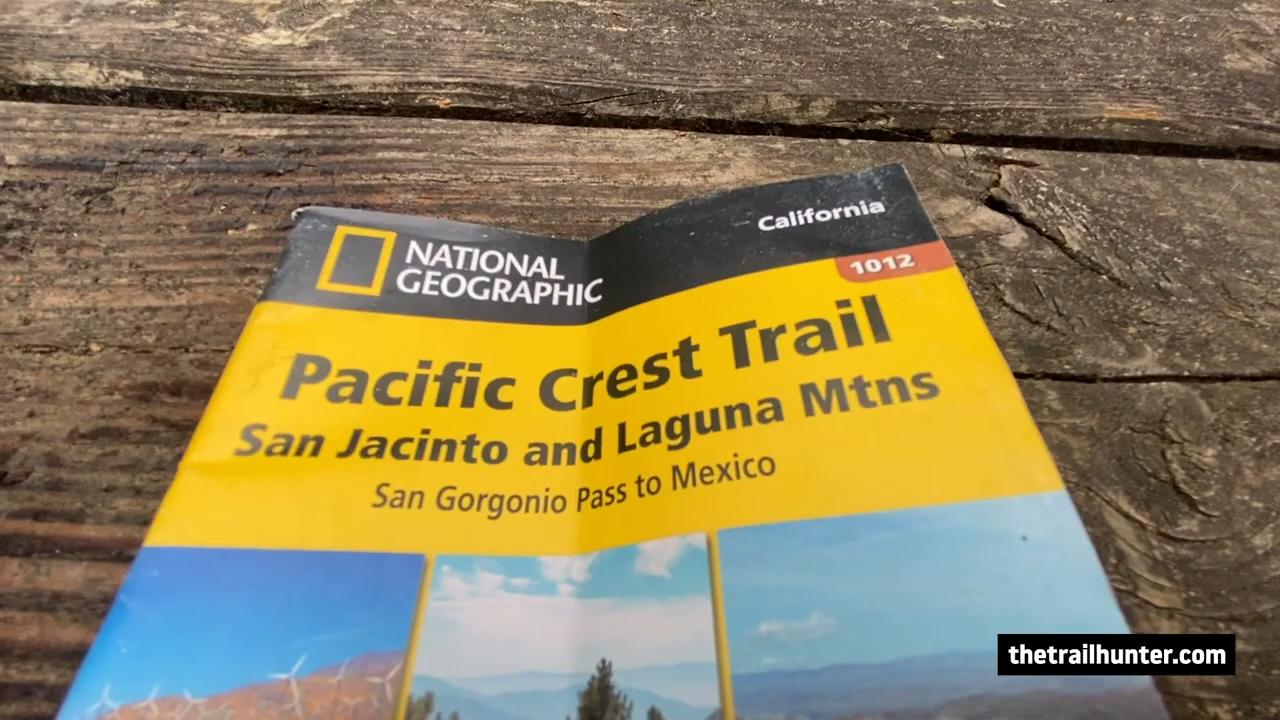 NATIONAL
GEOGRAPHIC
California
1012
Pacific Crest Trail
San Jacinto and Laguna Mtns
San Gorgonio Pass to Mexico
thetrailhunter.com